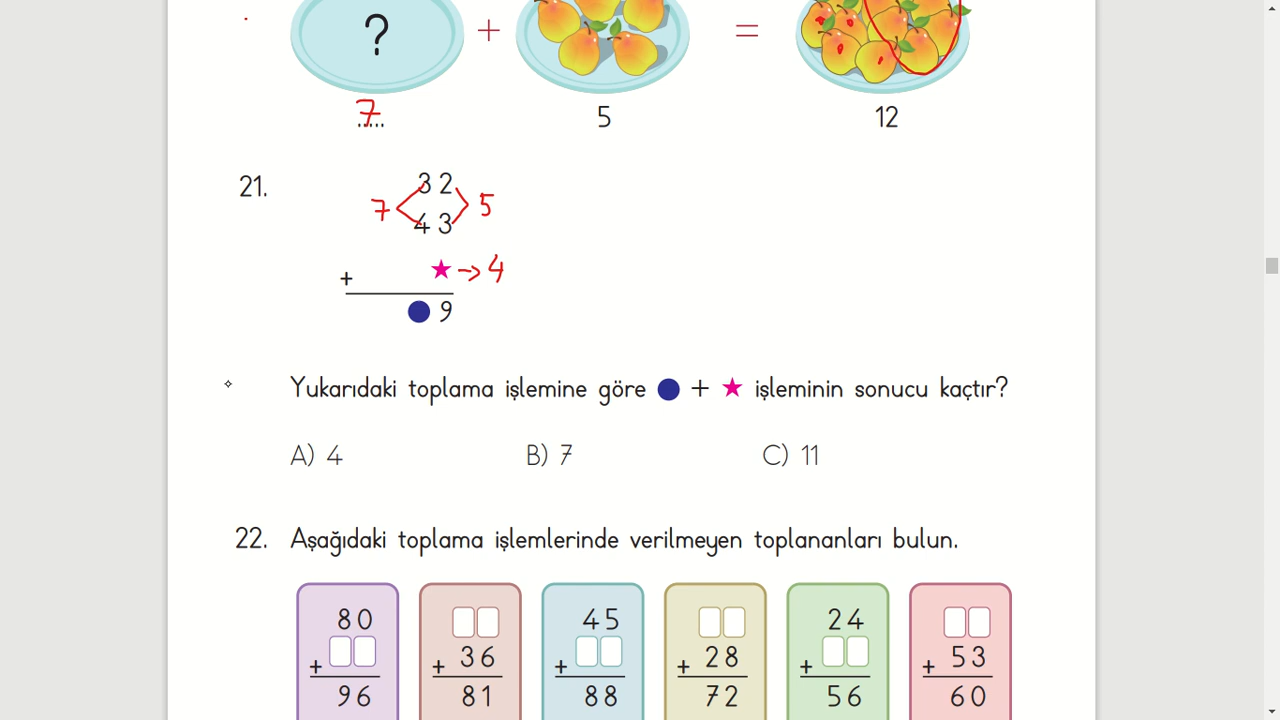 ? + =
7
..... 5 12
21. 3 2
7 5
4 3
+ ★ → 4
9
Yukarıdaki toplama işlemine göre ● + ★ işleminin sonucu kaçtır?
A) 4 B) 7 C) 11
22. Aşağıdaki toplama işlemlerinde verilmeyen toplananları bulun.
80 45 24
+ + 36 + + 28 + + 53
96 81 88 72 56 60